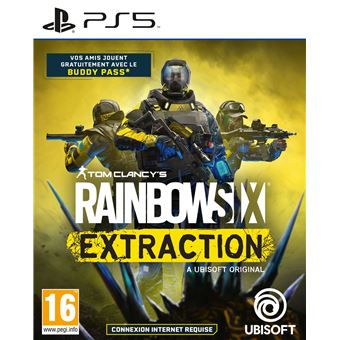 PS5
VOS AMIS JOUENT
GRATUITEMENT AVEC LE
BUDDY PASS*
TOM CLANCY'S
RAINBOW SIX
EXTRACTION
A UBISOFT ORIGINAL
16
www.pegi.info
CONNEXION INTERNET REQUISE
UBISOFT